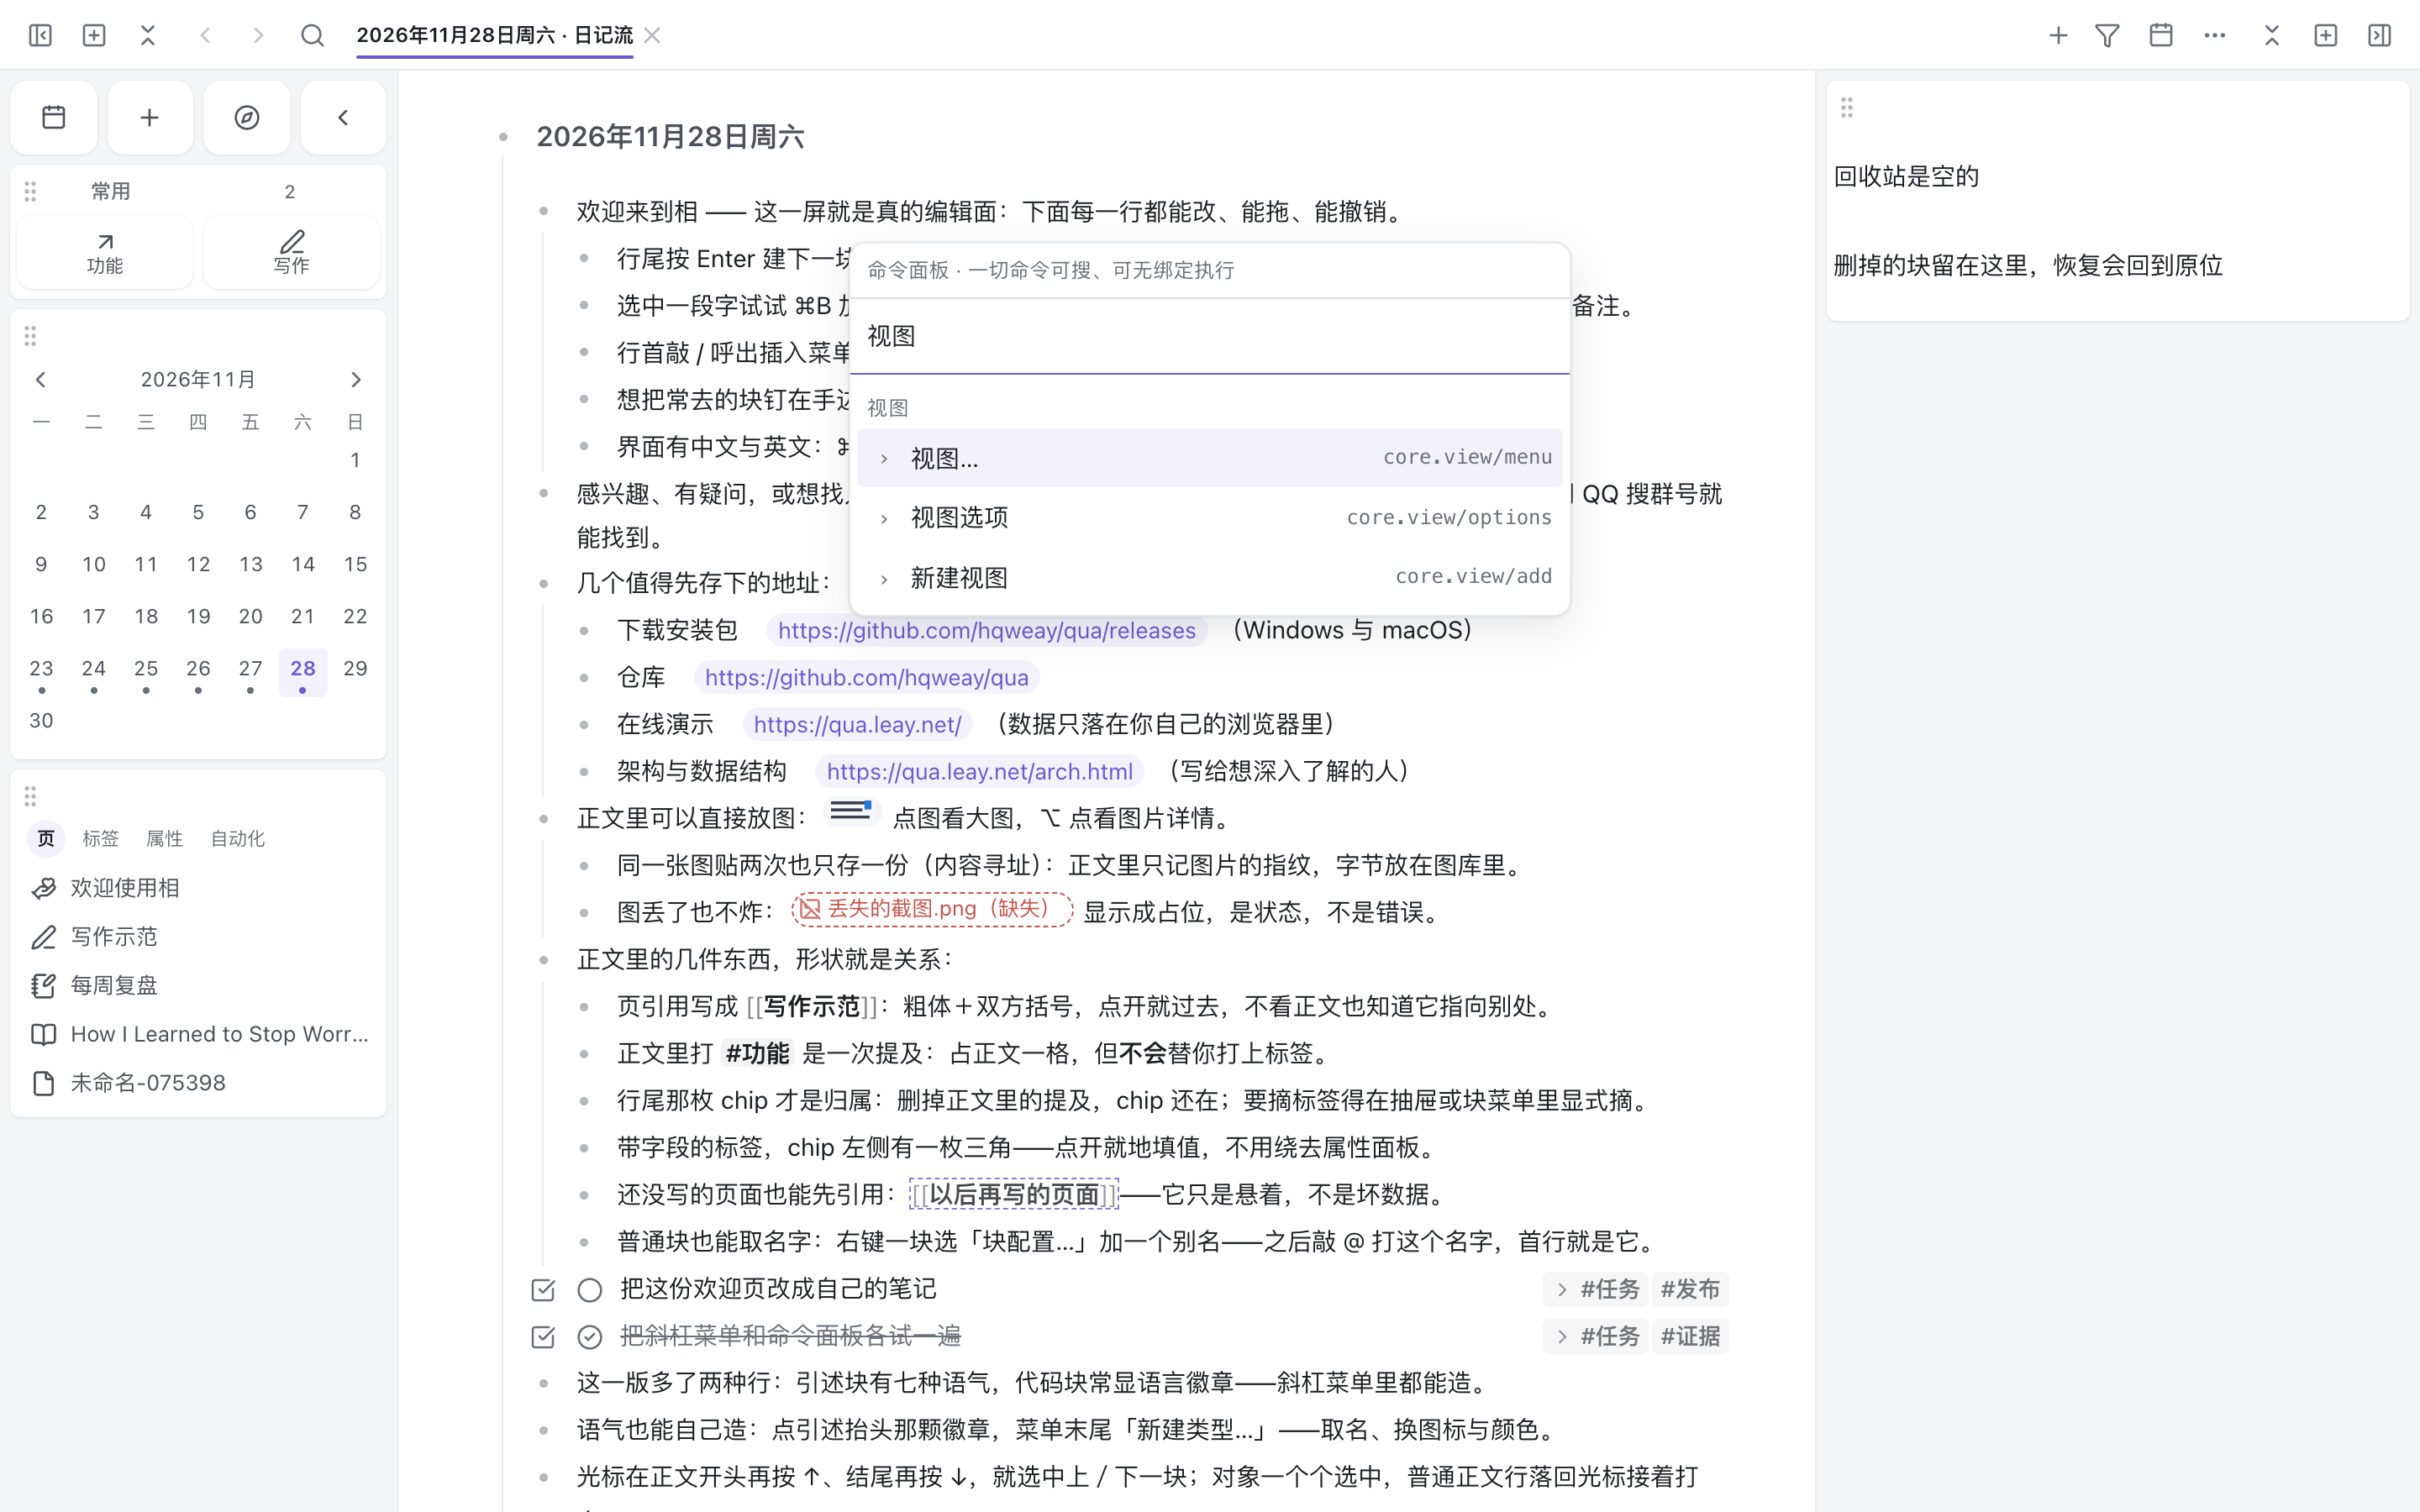 2026年11月28日周六 · 日记流
常用 2
功能
写作
2026年11月
一 二 三 四 五 六 日
1
2 3 4 5 6 7 8
9 10 11 12 13 14 15
16 17 18 19 20 21 22
23 24 25 26 27 28 29
30
页 标签 属性 自动化
欢迎使用相
写作示范
每周复盘
How I Learned to Stop Worr...
未命名-075398
2026年11月28日周六
欢迎来到相 —— 这一屏就是真的编辑面：下面每一行都能改、能拖、能撤销。
行尾按 Enter 建下一块
选中一段字试试 ⌘B 加
备注。
行首敲 / 呼出插入菜单
想把常去的块钉在手边
界面有中文与英文：⌘
感兴趣、有疑问，或想找
QQ 搜群号就
能找到。
几个值得先存下的地址：
下载安装包 https://github.com/hqweay/qua/releases （Windows 与 macOS）
仓库 https://github.com/hqweay/qua
在线演示 https://qua.leay.net/ （数据只落在你自己的浏览器里）
架构与数据结构 https://qua.leay.net/arch.html （写给想深入了解的人）
正文里可以直接放图： 点图看大图，⌥ 点看图片详情。
同一张图贴两次也只存一份（内容寻址）：正文里只记图片的指纹，字节放在图库里。
图丢了也不炸： 丢失的截图.png（缺失） 显示成占位，是状态，不是错误。
正文里的几件东西，形状就是关系：
页引用写成 [[写作示范]]：粗体＋双方括号，点开就过去，不看正文也知道它指向别处。
正文里打 #功能 是一次提及：占正文一格，但不会替你打上标签。
行尾那枚 chip 才是归属：删掉正文里的提及，chip 还在；要摘标签得在抽屉或块菜单里显式摘。
带字段的标签，chip 左侧有一枚三角——点开就地填值，不用绕去属性面板。
还没写的页面也能先引用：[[以后再写的页面]]——它只是悬着，不是坏数据。
普通块也能取名字：右键一块选「块配置…」加一个别名——之后敲 @ 打这个名字，首行就是它。
把这份欢迎页改成自己的笔记 #任务 #发布
把斜杠菜单和命令面板各试一遍 #任务 #证据
这一版多了两种行：引述块有七种语气，代码块常显语言徽章——斜杠菜单里都能造。
语气也能自己造：点引述抬头那颗徽章，菜单末尾「新建类型…」——取名、换图标与颜色。
光标在正文开头再按 ↑、结尾再按 ↓，就选中上 / 下一块；对象一个个选中，普通正文行落回光标接着打
命令面板 · 一切命令可搜、可无绑定执行
视图
视图
视图… core.view/menu
视图选项 core.view/options
新建视图 core.view/add
回收站是空的
删掉的块留在这里，恢复会回到原位